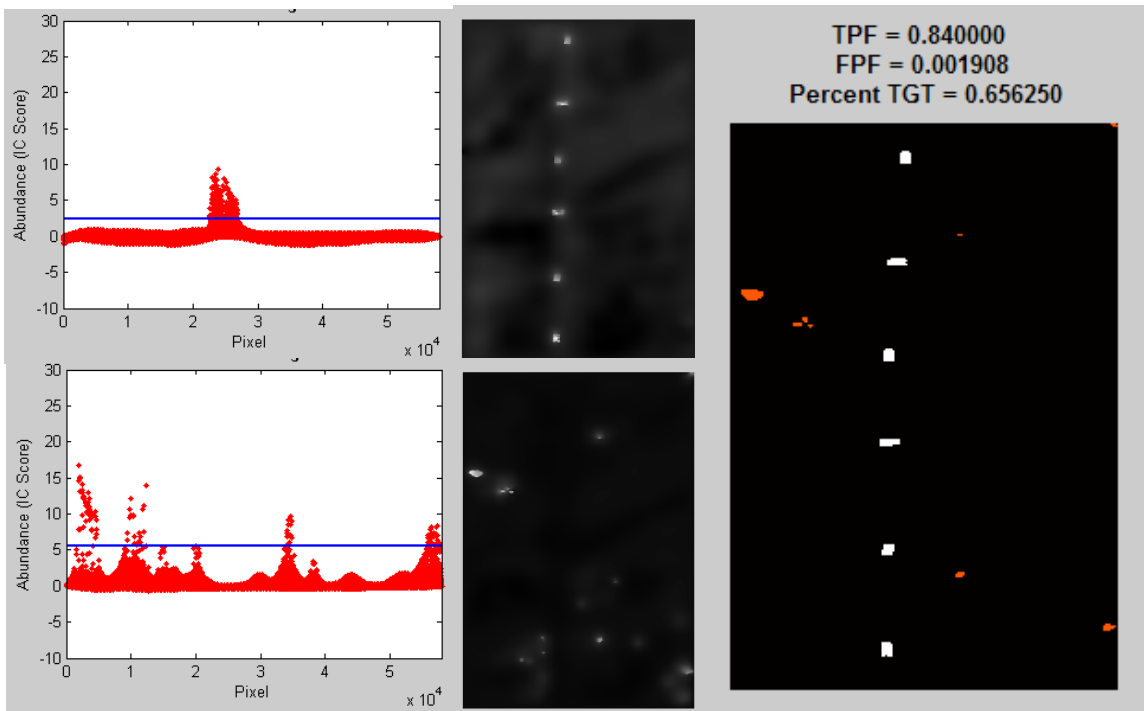 30
25
20
15
10
5
0
-5
-10
Abundance (IC Score)
0 1 2 3 4 5
Pixel
x 10^4
30
25
20
15
10
5
0
-5
-10
Abundance (IC Score)
0 1 2 3 4 5
Pixel
x 10^4
TPF = 0.840000
FPF = 0.001908
Percent TGT = 0.656250